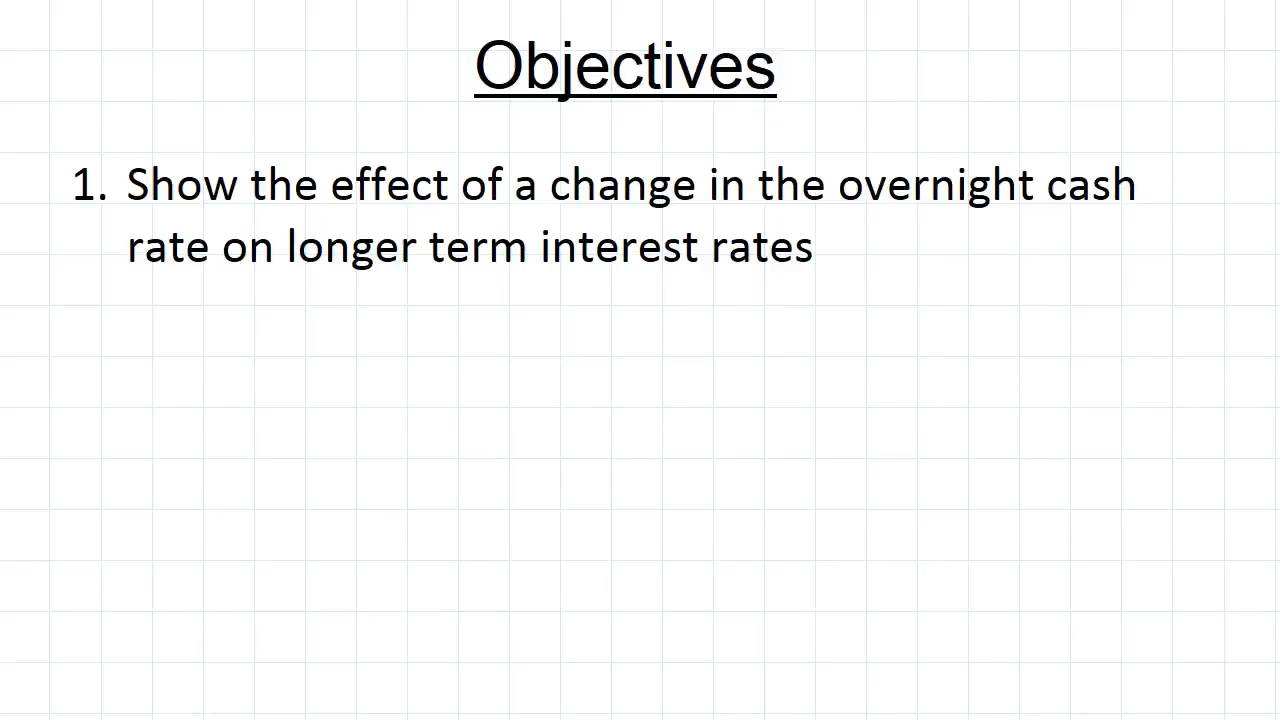 Objectives
1. Show the effect of a change in the overnight cash
rate on longer term interest rates